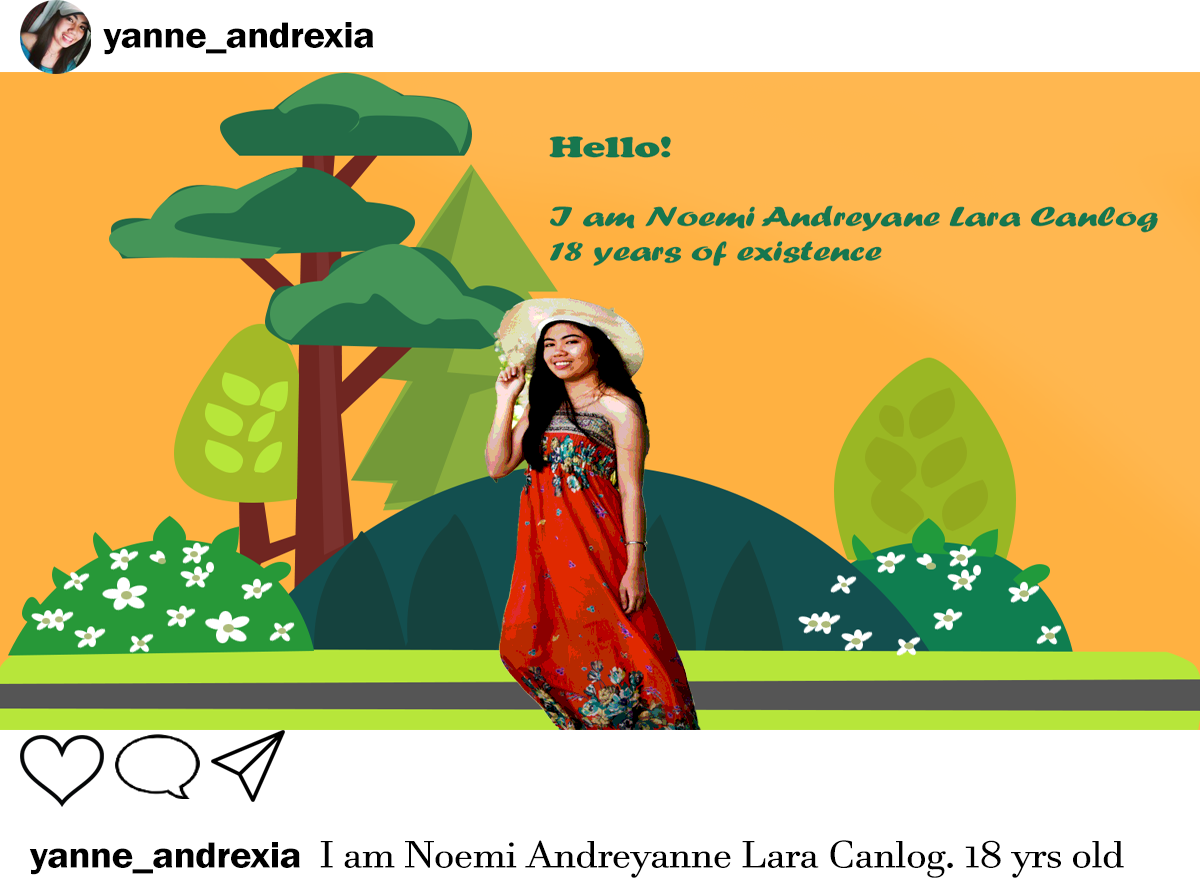 yanne_andrexia
Hello!
I am Noemi Andreyane Lara Canlog
18 years of existence
yanne_andrexia I am Noemi Andreyanne Lara Canlog. 18 yrs old